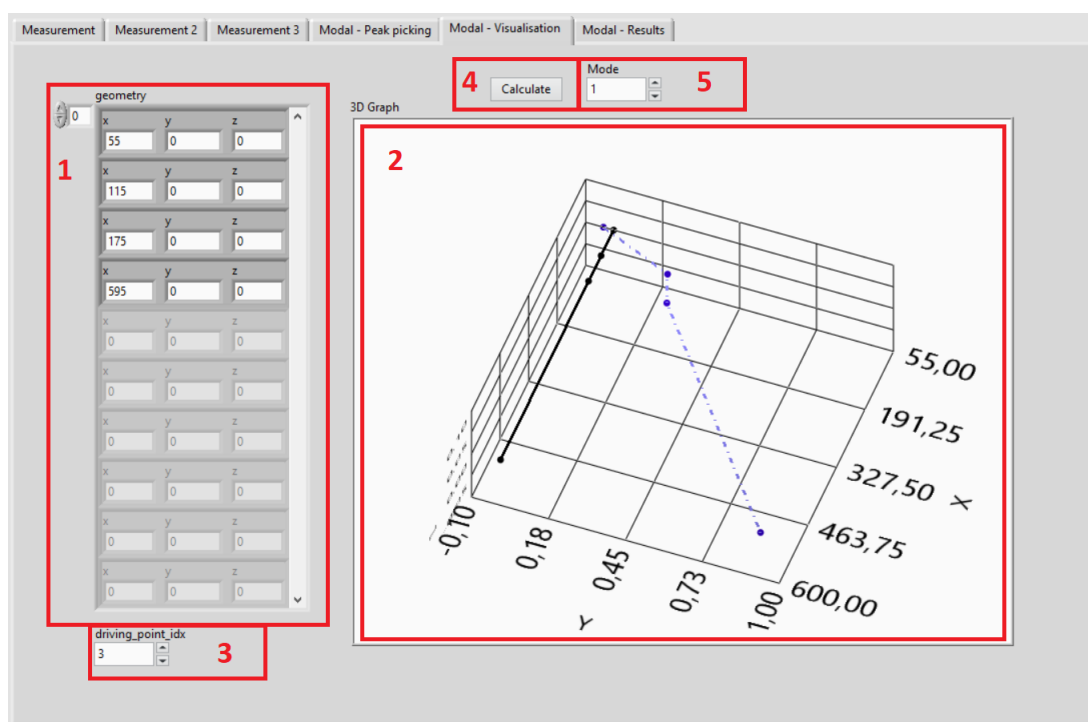 Measurement Measurement 2 Measurement 3 Modal - Peak picking Modal - Visualisation Modal - Results
4 Calculate
Mode
1
5
geometry
0
1
x y z
55 0 0
x y z
115 0 0
x y z
175 0 0
x y z
595 0 0
x y z
0 0 0
x y z
0 0 0
x y z
0 0 0
x y z
0 0 0
x y z
0 0 0
x y z
0 0 0
driving_point_idx
3
3
3D Graph
2
55,00
191,25
327,50
463,75
600,00
X
-0,10
0,18
0,45
0,73
1,00
Y